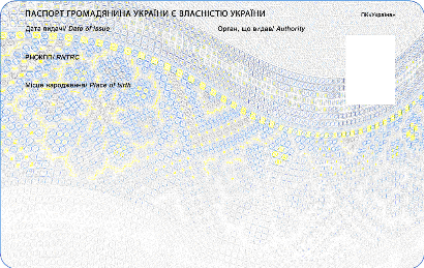 ПАСПОРТ ГРОМАДЯНИНА УКРАЇНИ Є ВЛАСНІСТЮ УКРАЇНИ
Дата видачі/ Date of Issue Орган, що видав/ Authority
РНОКПП/ RNTRC
Місце народження/ Place of birth